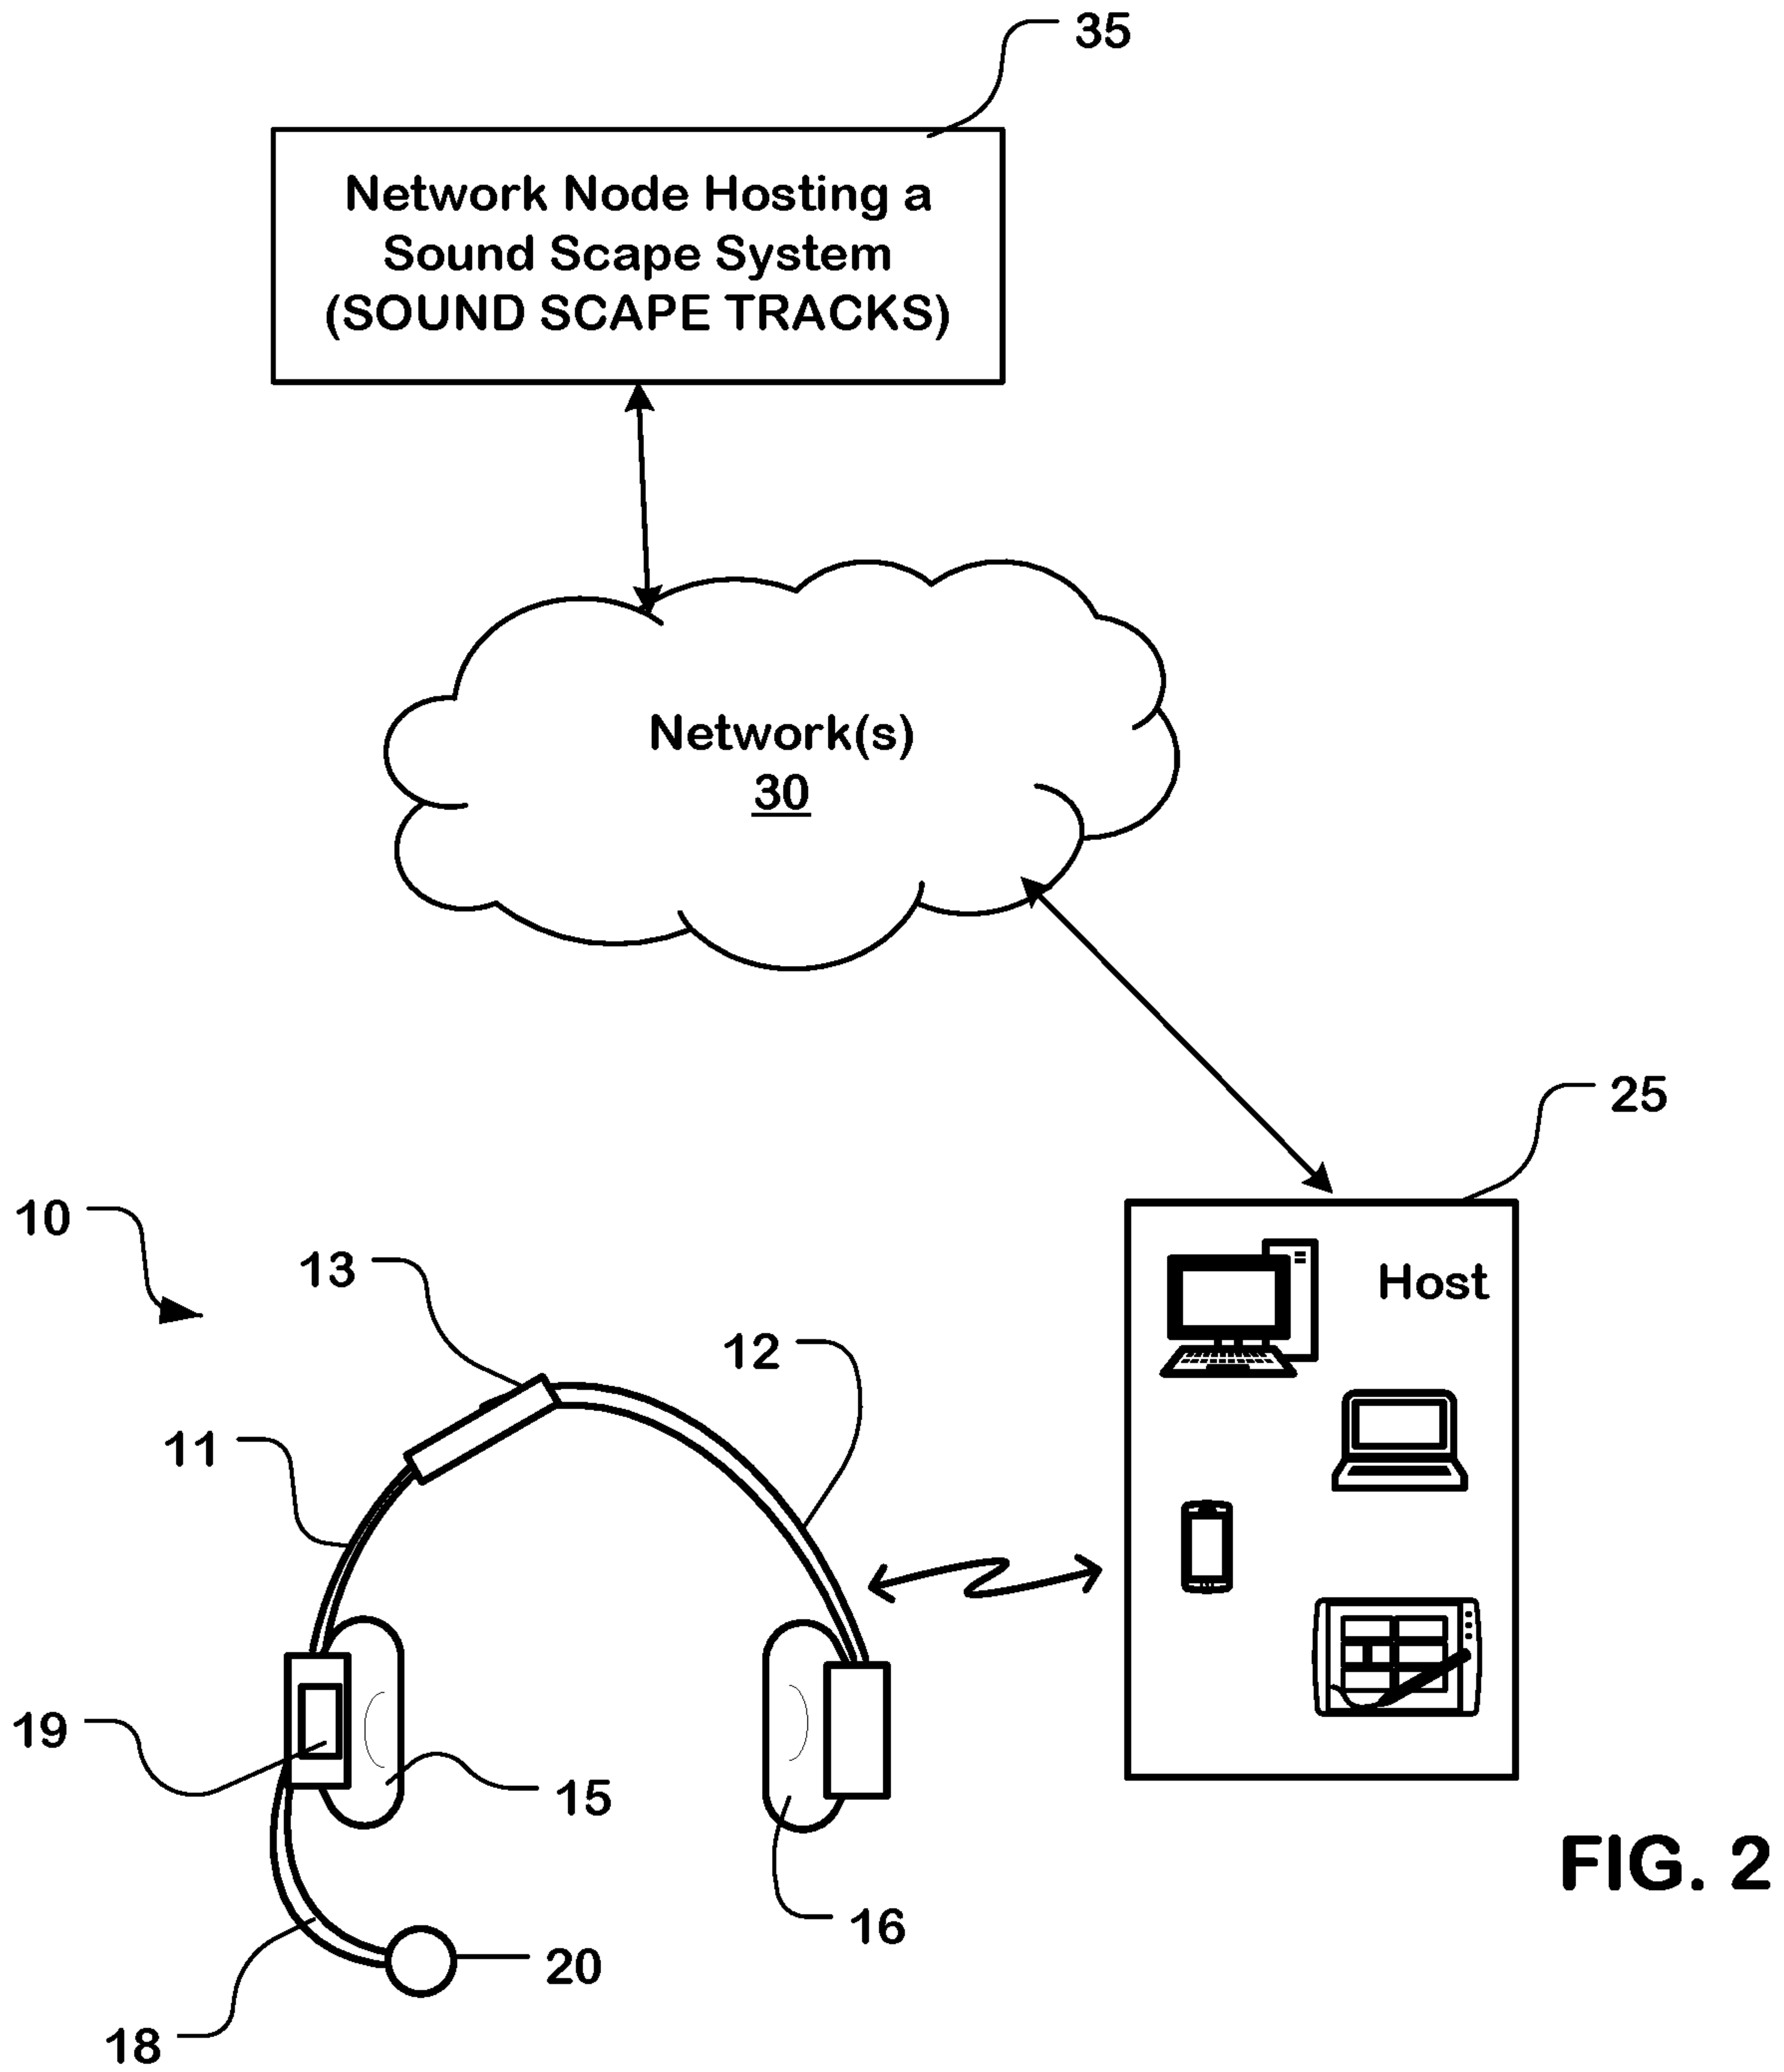 35
Network Node Hosting a
Sound Scape System
(SOUND SCAPE TRACKS)
Network(s)
30
25
10
13
Host
12
11
19
15
16
FIG. 2
20
18